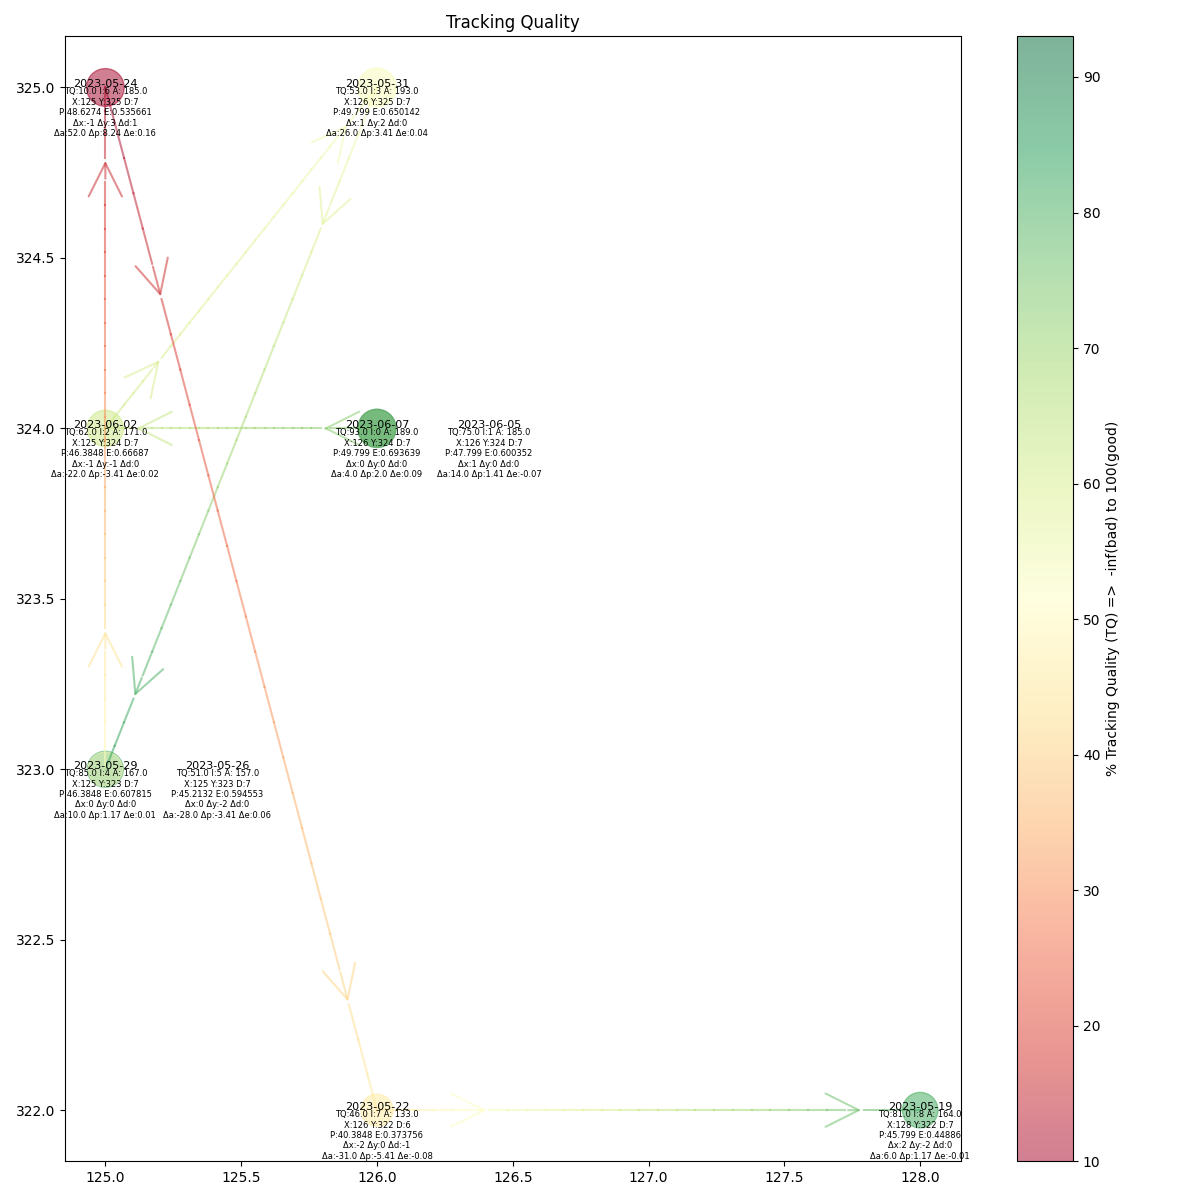 Tracking Quality
325.0
324.5
324.0
323.5
323.0
322.5
322.0
2023-05-24
TQ:10.0 I:6 A: 185.0
X:125 Y:325 D:7
P:48.6274 E:0.535661
Δx:-1 Δy:3 Δd:1
Δa:52.0 Δp:8.24 Δe:0.16
2023-05-31
TQ:53.0 I:3 A: 193.0
X:126 Y:325 D:7
P:49.799 E:0.650142
Δx:1 Δy:2 Δd:0
Δa:26.0 Δp:3.41 Δe:0.04
2023-06-02
TQ:62.0 I:2 A: 171.0
X:125 Y:324 D:7
P:46.3848 E:0.66687
Δx:-1 Δy:-1 Δd:0
Δa:-22.0 Δp:-3.41 Δe:0.02
2023-06-07
TQ:93.0 I:0 A: 189.0
X:126 Y:324 D:7
P:49.799 E:0.693639
Δx:0 Δy:0 Δd:0
Δa:4.0 Δp:2.0 Δe:0.09
2023-06-05
TQ:75.0 I:1 A: 185.0
X:126 Y:324 D:7
P:47.799 E:0.600352
Δx:1 Δy:0 Δd:0
Δa:14.0 Δp:1.41 Δe:-0.07
2023-05-29
TQ:85.0 I:4 A: 167.0
X:125 Y:323 D:7
P:46.3848 E:0.607815
Δx:0 Δy:0 Δd:0
Δa:10.0 Δp:1.17 Δe:0.01
2023-05-26
TQ:51.0 I:5 A: 157.0
X:125 Y:323 D:7
P:45.2132 E:0.594553
Δx:0 Δy:-2 Δd:0
Δa:-28.0 Δp:-3.41 Δe:0.06
2023-05-22
TQ:46.0 I:7 A: 133.0
X:126 Y:322 D:6
P:40.3848 E:0.373756
Δx:-2 Δy:0 Δd:-1
Δa:-31.0 Δp:-5.41 Δe:-0.08
2023-05-19
TQ:81.0 I:8 A: 164.0
X:128 Y:322 D:7
P:45.799 E:0.44886
Δx:2 Δy:-2 Δd:0
Δa:6.0 Δp:1.17 Δe:-0.01
125.0
125.5
126.0
126.5
127.0
127.5
128.0
90
80
70
60
50
40
30
20
10
% Tracking Quality (TQ) => -inf(bad) to 100(good)